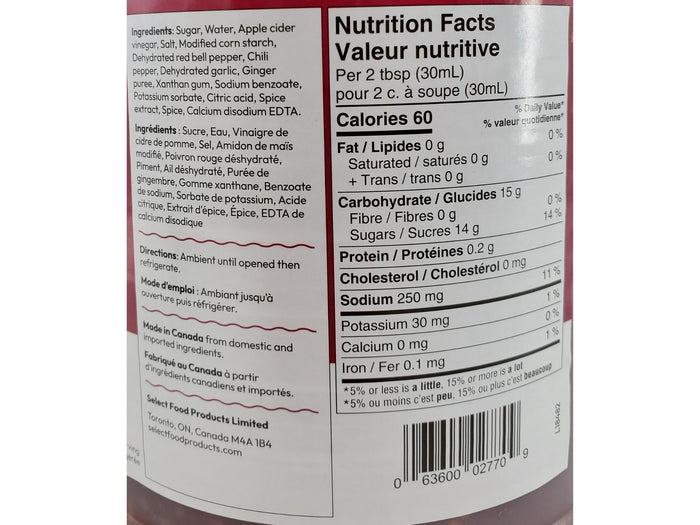 Ingredients: Sugar, Water, Apple cider
vinegar, Salt, Modified corn starch,
Dehydrated red bell pepper, Chili
pepper, Dehydrated garlic, Ginger
puree, Xanthan gum, Sodium benzoate,
Potassium sorbate, Citric acid, Spice
extract, Spice, Calcium disodium EDTA.
Ingrédients : Sucre, Eau, Vinaigre de
cidre de pomme, Sel, Amidon de maïs
modifié, Poivron rouge déshydraté,
Piment, Ail déshydraté, Purée de
gingembre, Gomme xanthane, Benzoate
de sodium, Sorbate de potassium, Acide
citrique, Extrait d'épice, Épice, EDTA de
calcium disodique
Directions: Ambient until opened then
refrigerate.
Mode d'emploi : Ambiant jusqu'à
ouverture puis réfrigérer.
Made in Canada from domestic and
imported ingredients.
Fabriqué au Canada à partir
d'ingrédients canadiens et importés.
Select Food Products Limited
Toronto, ON, Canada M4A 1B4
selectfoodproducts.com
Nutrition Facts
Valeur nutritive
Per 2 tbsp (30mL)
pour 2 c. à soupe (30mL)
Calories 60
% Daily Value*
% valeur quotidienne*
Fat / Lipides 0 g 0 %
Saturated / saturés 0 g 0 %
+ Trans / trans 0 g
Carbohydrate / Glucides 15 g
Fibre / Fibres 0 g 0 %
Sugars / Sucres 14 g 14 %
Protein / Protéines 0.2 g
Cholesterol / Cholestérol 0 mg
Sodium 250 mg 11 %
Potassium 30 mg 1 %
Calcium 0 mg 0 %
Iron / Fer 0.1 mg 1 %
*5% or less is a little, 15% or more is a lot
*5% ou moins c'est peu, 15% ou plus c'est beaucoup
L18482
0 63600 02770 9